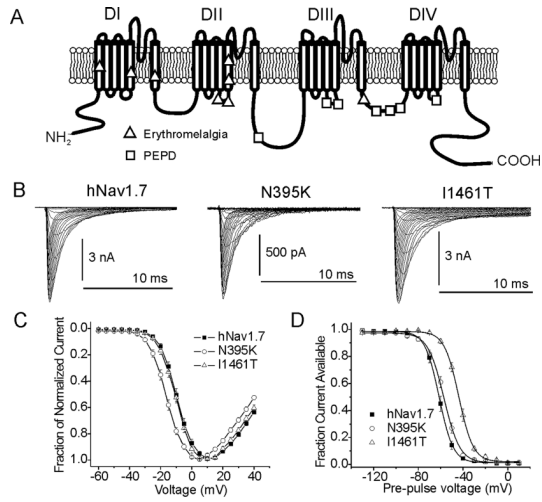 A
DI
DII
DIII
DIV
NH2
Erythromelalgia
PEPD
COOH
B
hNav1.7
N395K
I1461T
3 nA
10 ms
500 pA
10 ms
3 nA
10 ms
C
0.0
0.2
0.4
0.6
0.8
1.0
Fraction of Normalized Current
hNav1.7
N395K
I1461T
-60 -40 -20 0 20 40
Voltage (mV)
D
1.0
0.8
0.6
0.4
0.2
0.0
Fraction Current Available
hNav1.7
N395K
I1461T
-120 -80 -40 0
Pre-pulse voltage (mV)